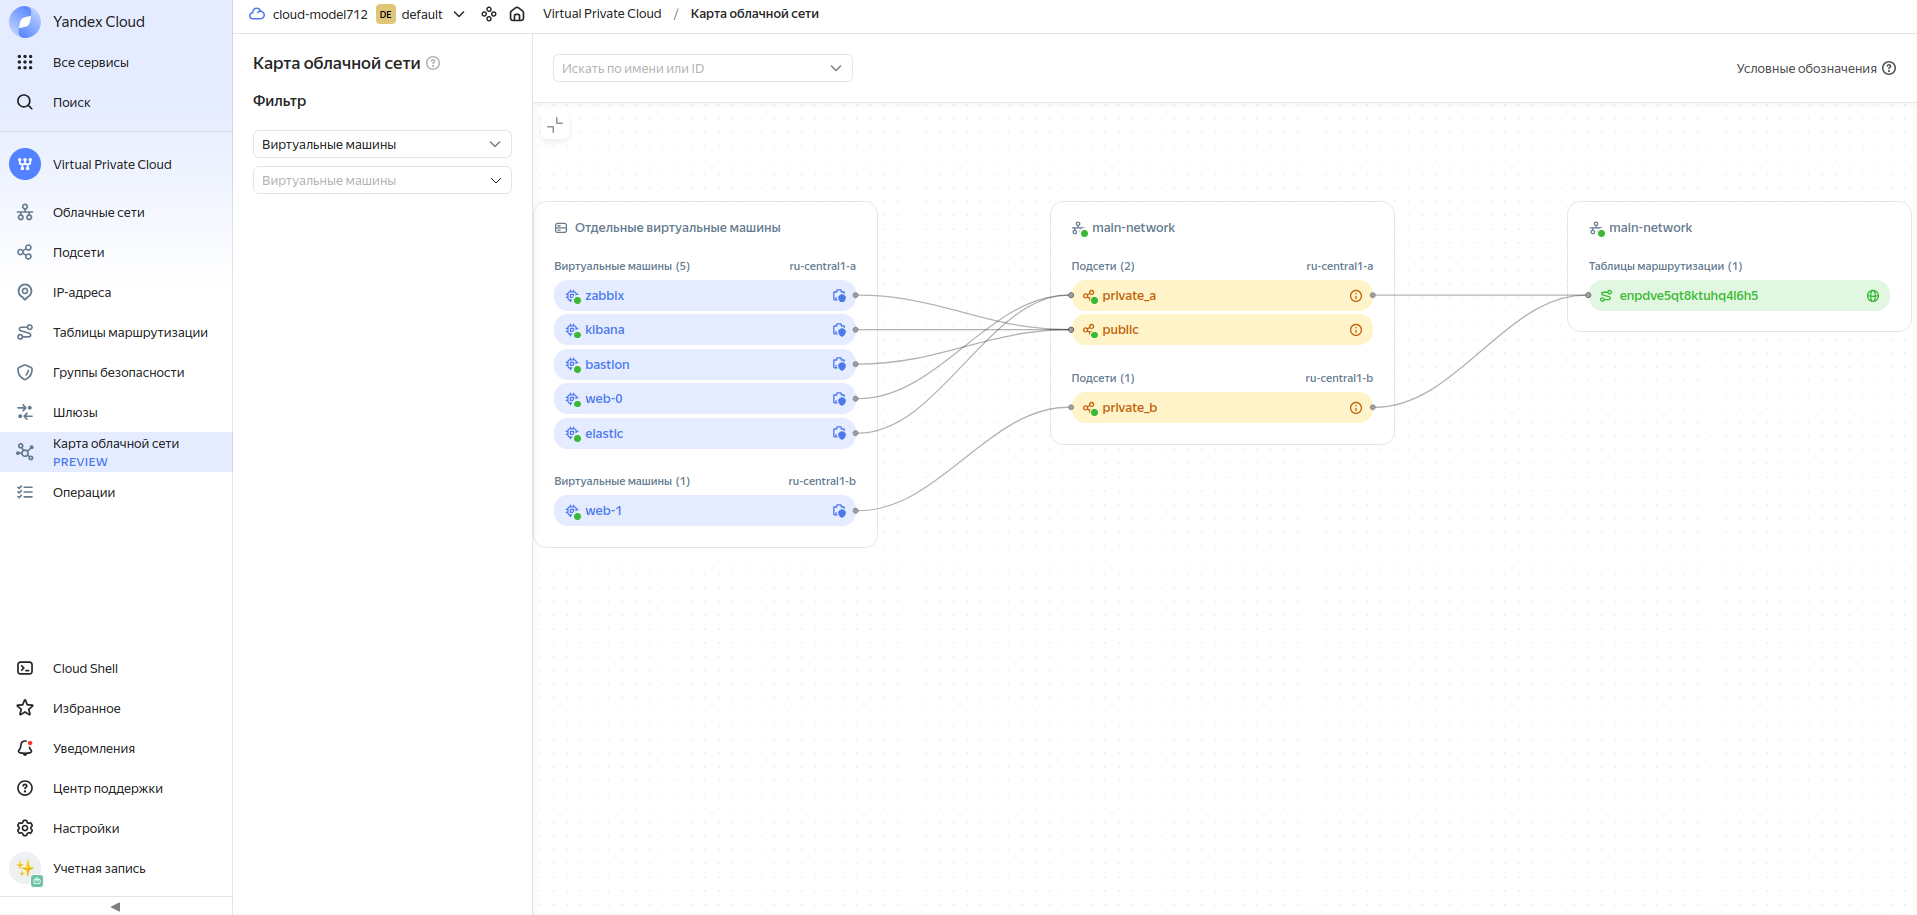 Yandex Cloud
Все сервисы
Поиск
Virtual Private Cloud
Облачные сети
Подсети
IP-адреса
Таблицы маршрутизации
Группы безопасности
Шлюзы
Карта облачной сети
PREVIEW
Операции
Cloud Shell
Избранное
Уведомления
Центр поддержки
Настройки
Учетная запись
cloud-model712 DE default Virtual Private Cloud / Карта облачной сети
Карта облачной сети
Фильтр
Виртуальные машины
Виртуальные машины
Искать по имени или ID
Условные обозначения
Отдельные виртуальные машины
Виртуальные машины (5) ru-central1-a
zabbix
kibana
bastion
web-0
elastic
Виртуальные машины (1) ru-central1-b
web-1
main-network
Подсети (2) ru-central1-a
private_a
public
Подсети (1) ru-central1-b
private_b
main-network
Таблицы маршрутизации (1)
enpdve5qt8ktuhq4l6h5